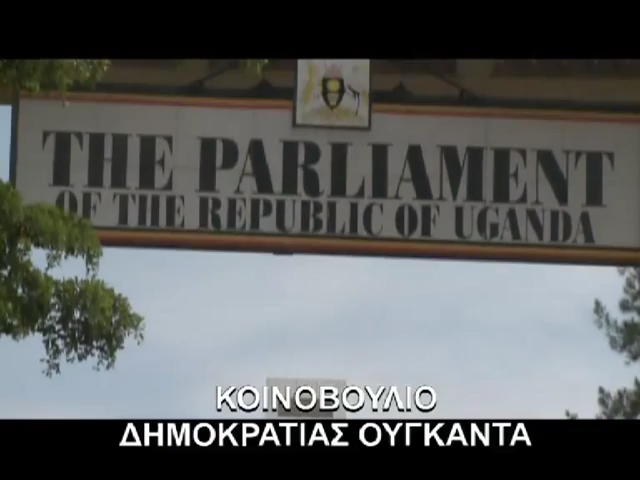 THE PARLIAMENT
OF THE REPUBLIC OF UGANDA
ΚΟΙΝΟΒΟΥΛΙΟ
ΔΗΜΟΚΡΑΤΙΑΣ ΟΥΓΚΑΝΤΑ